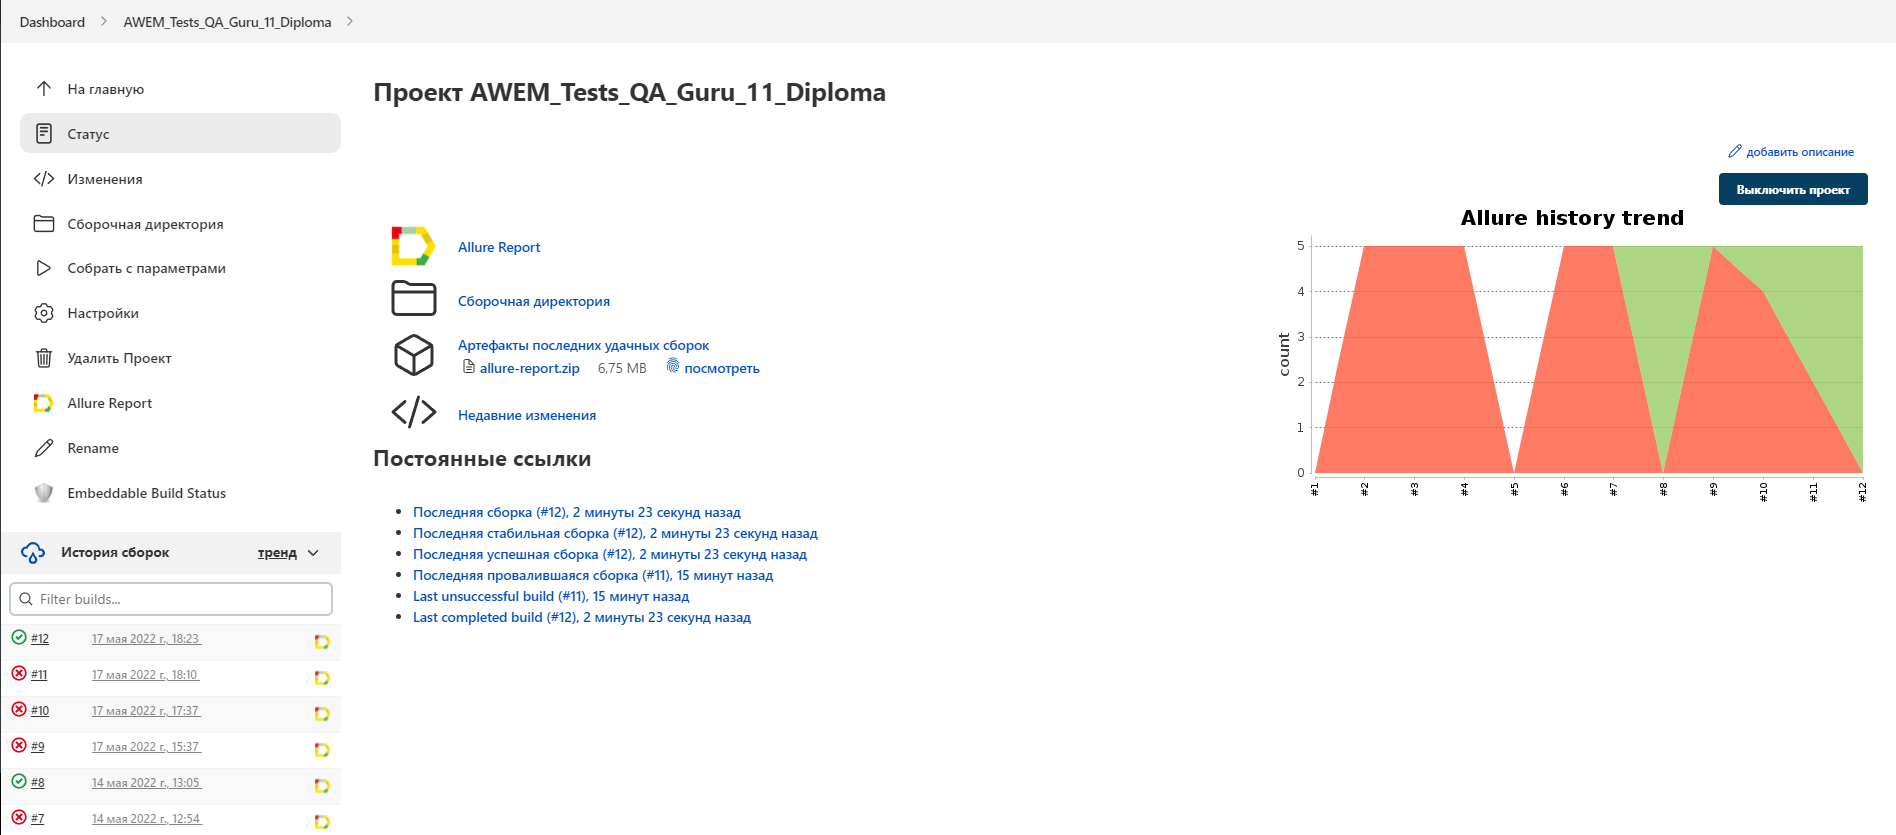 Dashboard
AWEM_Tests_QA_Guru_11_Diploma
На главную
Статус
Изменения
Сборочная директория
Собрать с параметрами
Настройки
Удалить Проект
Allure Report
Rename
Embeddable Build Status
История сборок
тренд
Filter builds...
#12 17 мая 2022 г., 18:23
#11 17 мая 2022 г., 18:10
#10 17 мая 2022 г., 17:37
#9 17 мая 2022 г., 15:37
#8 14 мая 2022 г., 13:05
#7 14 мая 2022 г., 12:54
Проект AWEM_Tests_QA_Guru_11_Diploma
добавить описание
Выключить проект
Allure Report
Сборочная директория
Артефакты последних удачных сборок
allure-report.zip 6,75 MB посмотреть
Недавние изменения
Постоянные ссылки
Последняя сборка (#12), 2 минуты 23 секунд назад
Последняя стабильная сборка (#12), 2 минуты 23 секунд назад
Последняя успешная сборка (#12), 2 минуты 23 секунд назад
Последняя провалившаяся сборка (#11), 15 минут назад
Last unsuccessful build (#11), 15 минут назад
Last completed build (#12), 2 минуты 23 секунд назад
Allure history trend
count
5
4
3
2
1
0
#1 #2 #3 #4 #5 #6 #7 #8 #9 #10 #11 #12